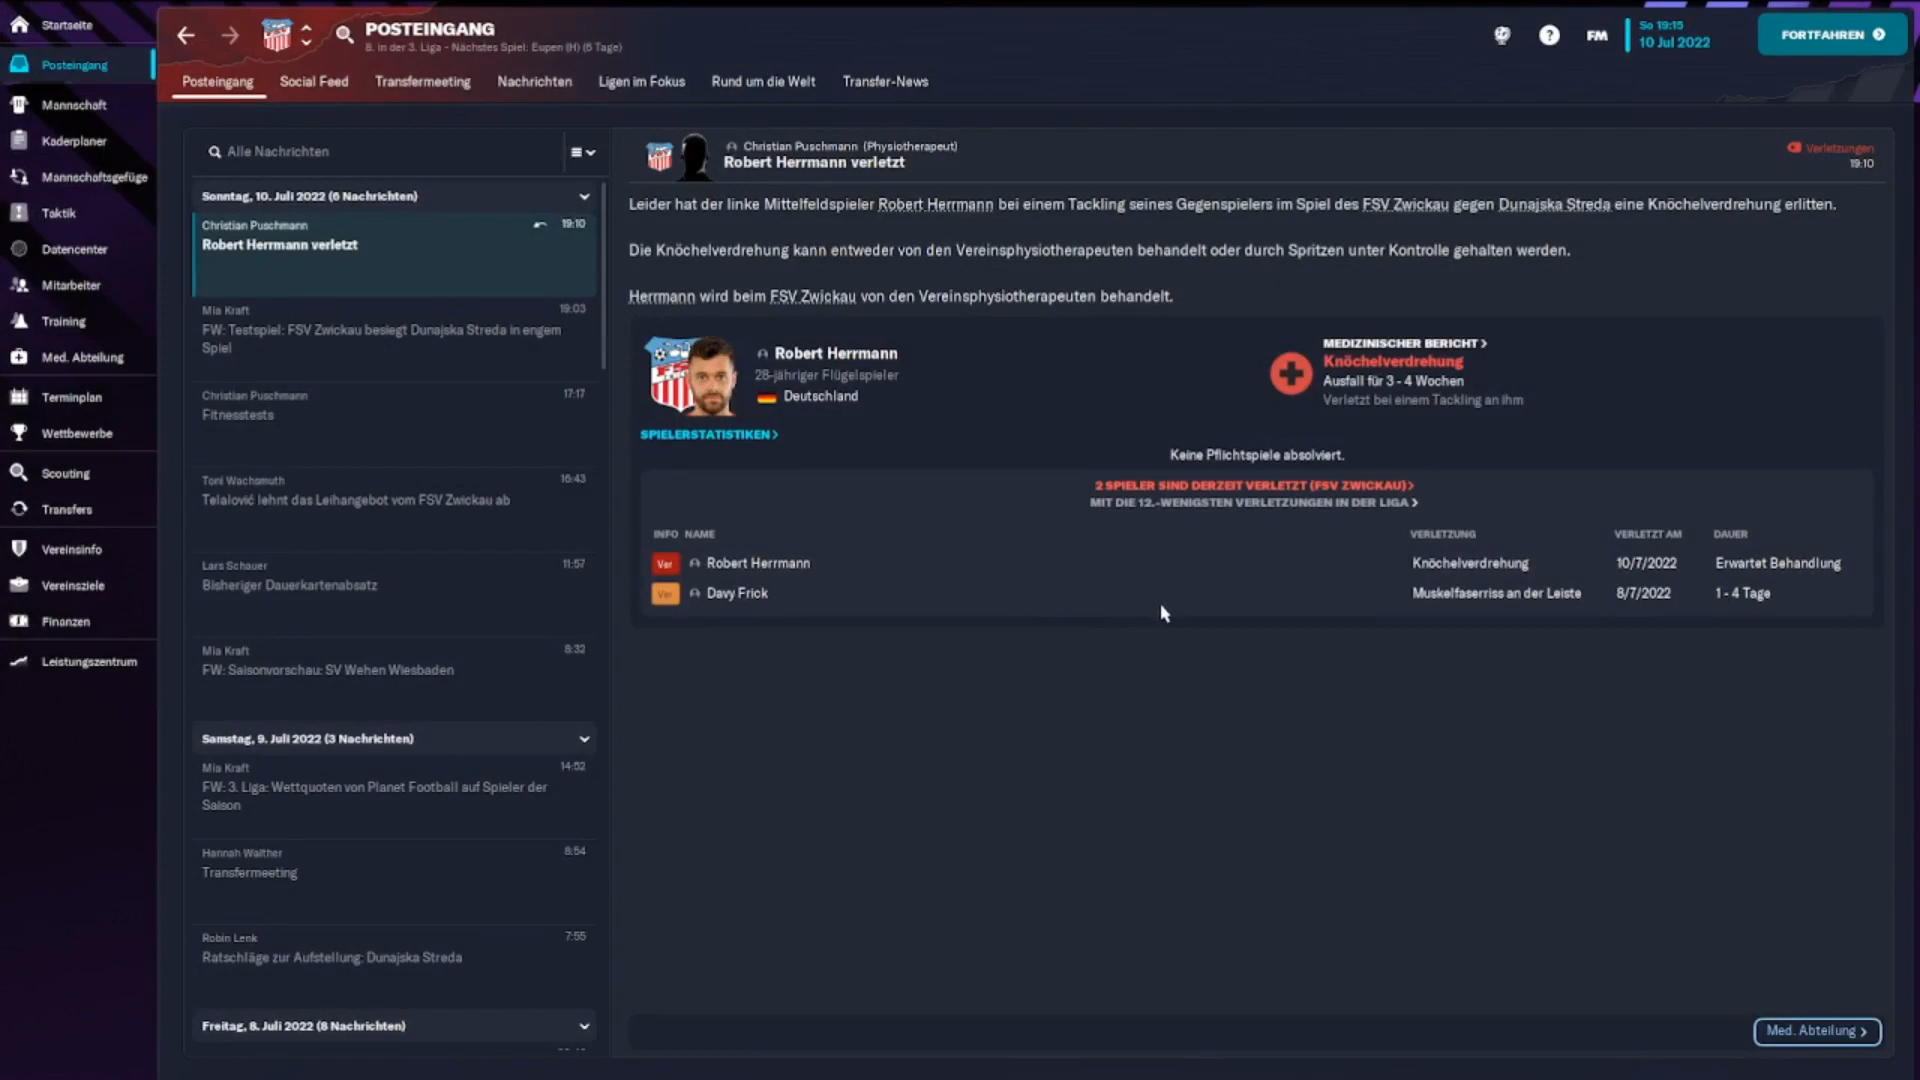 Startseite
Posteingang
Mannschaft
Kaderplaner
Mannschaftsgefüge
Taktik
Datencenter
Mitarbeiter
Training
Med. Abteilung
Terminplan
Wettbewerbe
Scouting
Transfers
Vereinsinfo
Vereinsziele
Finanzen
Leistungszentrum
POSTEINGANG
8. in der 3. Liga - Nächstes Spiel: Eupen (H) (6 Tage)
FM
So 19:15
10 Jul 2022
FORTFAHREN
Posteingang Social Feed Transfermeeting Nachrichten Ligen im Fokus Rund um die Welt Transfer-News
Alle Nachrichten
Sonntag, 10. Juli 2022 (6 Nachrichten)
Christian Puschmann 19:10
Robert Herrmann verletzt
Mia Kraft 19:03
FW: Testspiel: FSV Zwickau besiegt Dunajska Streda in engem
Spiel
Christian Puschmann 17:17
Fitnesstests
Toni Wachsmuth 16:43
Telalović lehnt das Leihangebot vom FSV Zwickau ab
Lars Schauer 11:57
Bisheriger Dauerkartenabsatz
Mia Kraft 8:32
FW: Saisonvorschau: SV Wehen Wiesbaden
Samstag, 9. Juli 2022 (3 Nachrichten)
Mia Kraft 14:52
FW: 3. Liga: Wettquoten von Planet Football auf Spieler der
Saison
Hannah Walther 8:54
Transfermeeting
Robin Lenk 7:55
Ratschläge zur Aufstellung: Dunajska Streda
Freitag, 8. Juli 2022 (8 Nachrichten)
Christian Puschmann (Physiotherapeut)
Robert Herrmann verletzt
Verletzungen
19:10
Leider hat der linke Mittelfeldspieler Robert Herrmann bei einem Tackling seines Gegenspielers im Spiel des FSV Zwickau gegen Dunajska Streda eine Knöchelverdrehung erlitten.
Die Knöchelverdrehung kann entweder von den Vereinsphysiotherapeuten behandelt oder durch Spritzen unter Kontrolle gehalten werden.
Herrmann wird beim FSV Zwickau von den Vereinsphysiotherapeuten behandelt.
Robert Herrmann
28-jähriger Flügelspieler
Deutschland
SPIELERSTATISTIKEN >
MEDIZINISCHER BERICHT >
Knöchelverdrehung
Ausfall für 3 - 4 Wochen
Verletzt bei einem Tackling an ihm
Keine Pflichtspiele absolviert.
2 SPIELER SIND DERZEIT VERLETZT (FSV ZWICKAU) >
MIT DIE 12.-WENIGSTEN VERLETZUNGEN IN DER LIGA >
INFO NAME VERLETZUNG VERLETZT AM DAUER
Ver Robert Herrmann Knöchelverdrehung 10/7/2022 Erwartet Behandlung
Ver Davy Frick Muskelfaserriss an der Leiste 8/7/2022 1 - 4 Tage
Med. Abteilung >